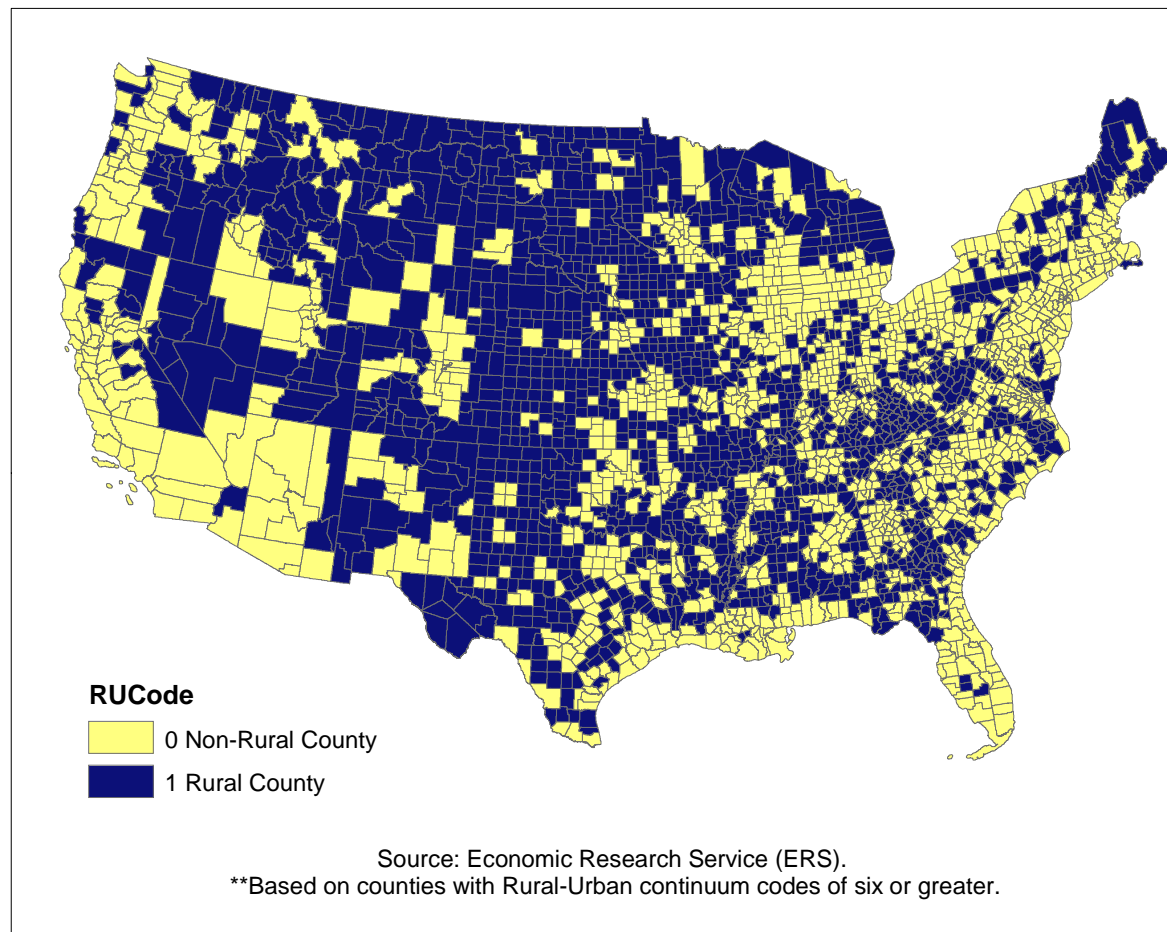 RUCode
0 Non-Rural County
1 Rural County
Source: Economic Research Service (ERS).
**Based on counties with Rural-Urban continuum codes of six or greater.